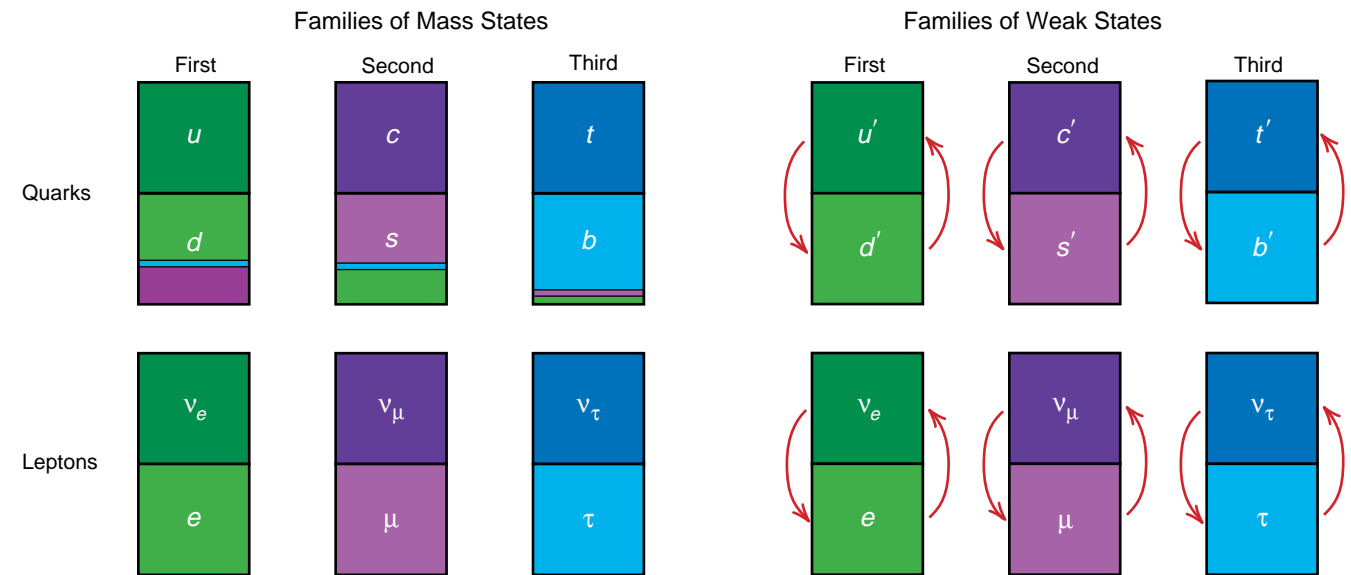 Families of Mass States
Families of Weak States
First Second Third
First Second Third
Quarks
u c t
d s b
u′ c′ t′
d′ s′ b′
Leptons
νe νμ ντ
e μ τ
νe νμ ντ
e μ τ